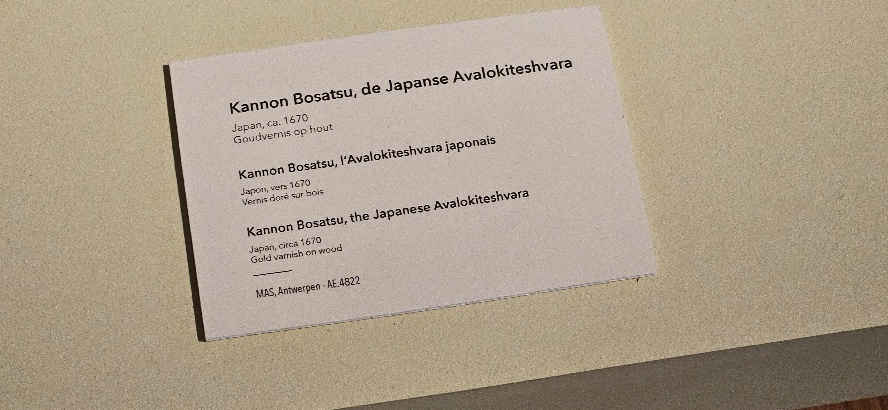 Kannon Bosatsu, de Japanse Avalokiteshvara
Japan, ca. 1670
Goudvernis op hout
Kannon Bosatsu, l'Avalokiteshvara japonais
Japon, vers 1670
Vernis doré sur bois
Kannon Bosatsu, the Japanese Avalokiteshvara
Japan, circa 1670
Gold varnish on wood
MAS, Antwerpen - AE.4822